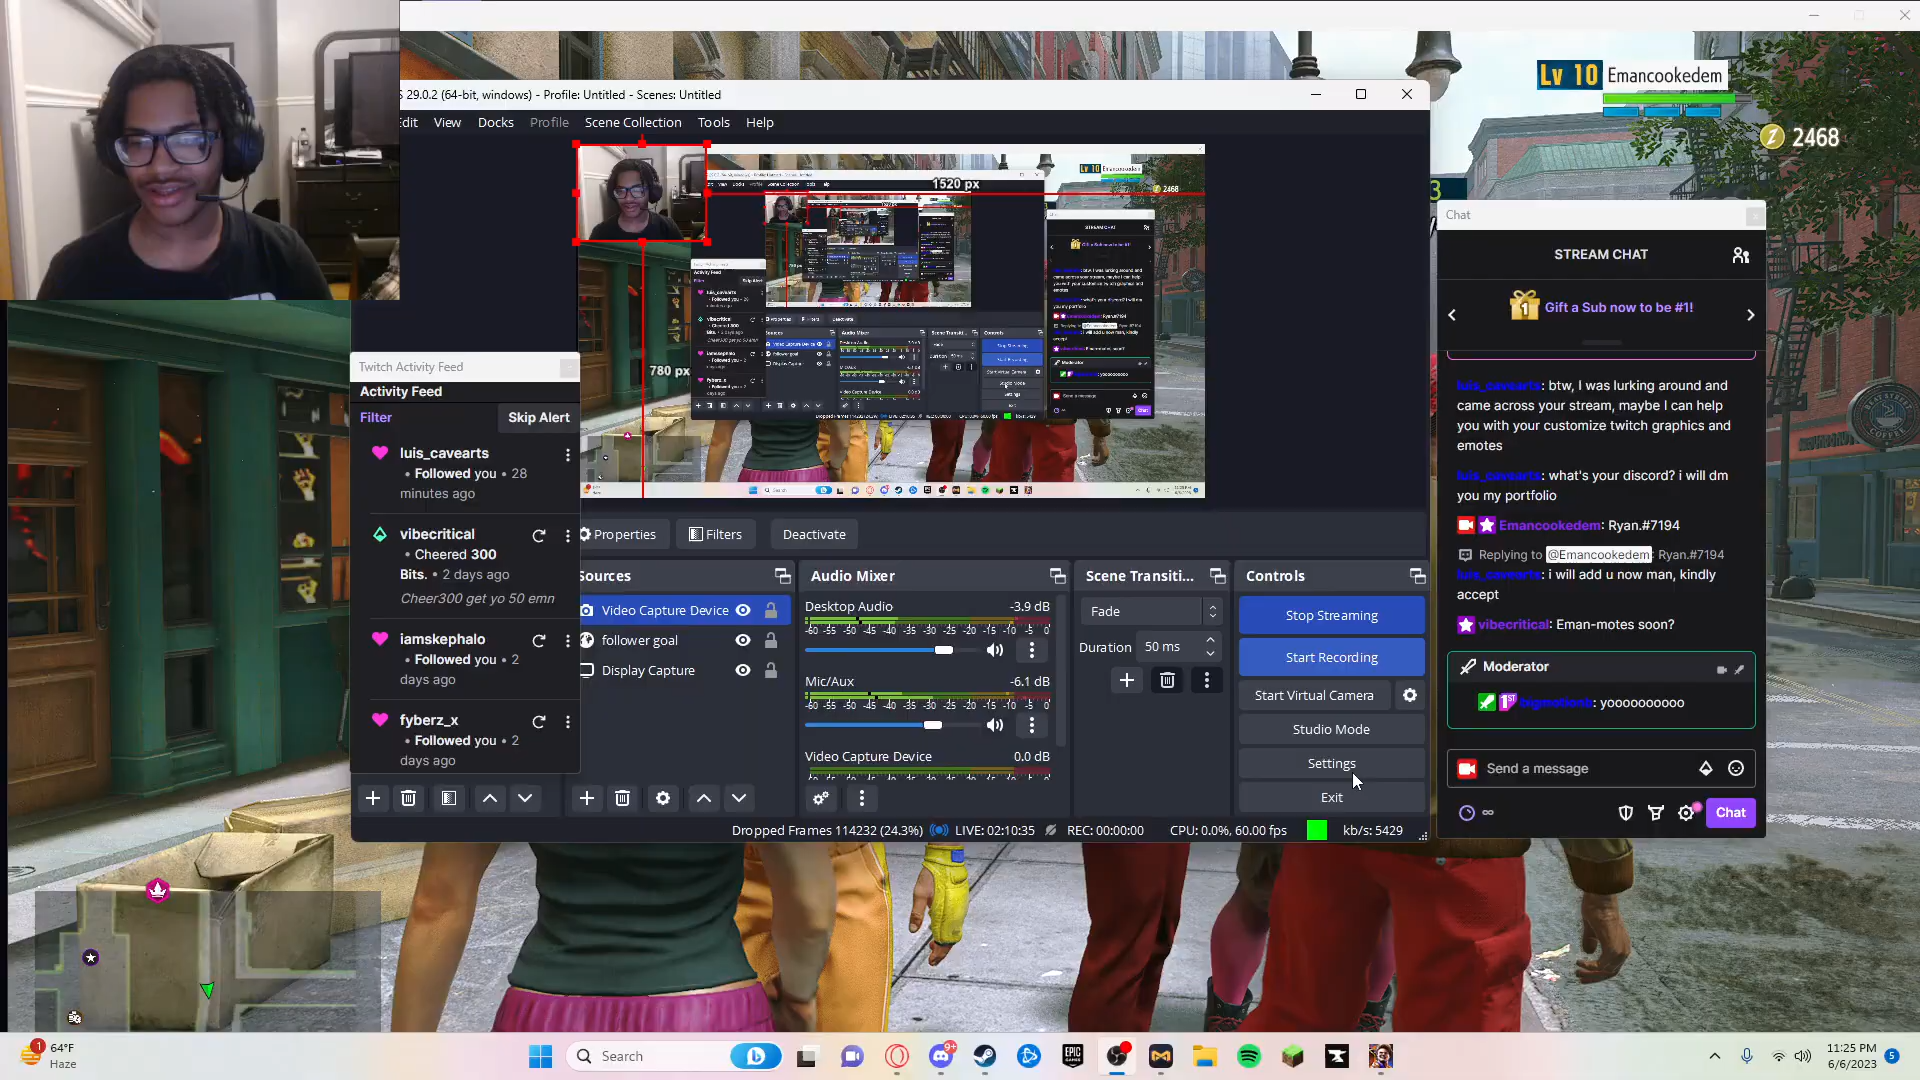 Lv 10 Emancookedem
2468
S 29.0.2 (64-bit, windows) - Profile: Untitled - Scenes: Untitled
Edit View Docks Profile Scene Collection Tools Help
1520 px
780 px
Twitch Activity Feed
Activity Feed
Filter Skip Alert
luis_cavearts
• Followed you • 28
minutes ago
vibecritical
• Cheered 300
Bits. • 2 days ago
Cheer300 get yo 50 emn
iamskephalo
• Followed you • 2
days ago
fyberz_x
• Followed you • 2
days ago
Properties Filters Deactivate
Sources
Video Capture Device
follower goal
Display Capture
Audio Mixer
Desktop Audio -3.9 dB
-60 -55 -50 -45 -40 -35 -30 -25 -20 -15 -10 -5 0
Mic/Aux -6.1 dB
-60 -55 -50 -45 -40 -35 -30 -25 -20 -15 -10 -5 0
Video Capture Device 0.0 dB
Scene Transiti...
Fade
Duration 50 ms
Controls
Stop Streaming
Start Recording
Start Virtual Camera
Studio Mode
Settings
Exit
Dropped Frames 114232 (24.3%) LIVE: 02:10:35 REC: 00:00:00 CPU: 0.0%, 60.00 fps kb/s: 5429
Chat
STREAM CHAT
1 Gift a Sub now to be #1!
luis_cavearts: btw, I was lurking around and
came across your stream, maybe I can help
you with your customize twitch graphics and
emotes
luis_cavearts: what's your discord? i will dm
you my portfolio
Emancookedem: Ryan.#7194
Replying to @Emancookedem: Ryan.#7194
luis_cavearts: i will add u now man, kindly
accept
vibecritical: Eman-motes soon?
Moderator
: yoooooooooo
Send a message
Chat
COFFEE
1 64°F
Haze
Search
9+
EPIC
GAMES
11:25 PM
6/6/2023
5